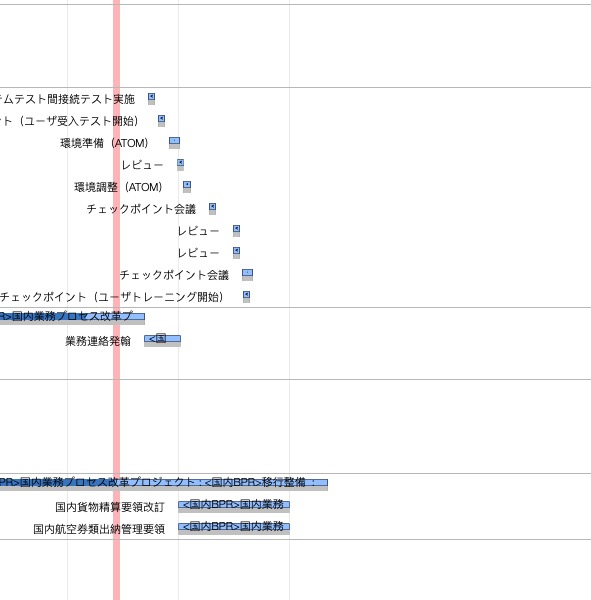 ムテスト間接続テスト実施
ト（ユーザ受入テスト開始）
環境準備（ATOM）
レビュー
環境調整（ATOM）
チェックポイント会議
レビュー
レビュー
チェックポイント会議
チェックポイント（ユーザトレーニング開始）
R>国内業務プロセス改革プ
業務連絡発翰 <国
BPR>国内業務プロセス改革プロジェクト：<国内BPR>移行整備：
国内貨物精算要領改訂 <国内BPR>国内業務
国内航空券類出納管理要領 <国内BPR>国内業務